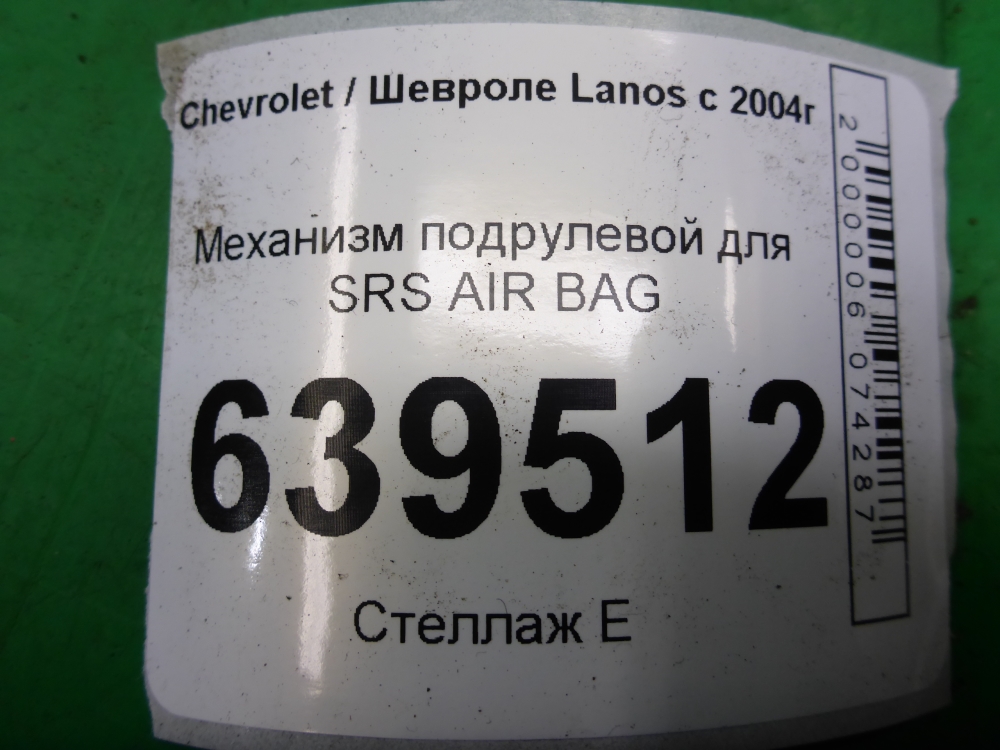 Chevrolet / Шевроле Lanos с 2004г
Механизм подрулевой для
SRS AIR BAG
639512
Стеллаж Е
2000006074287